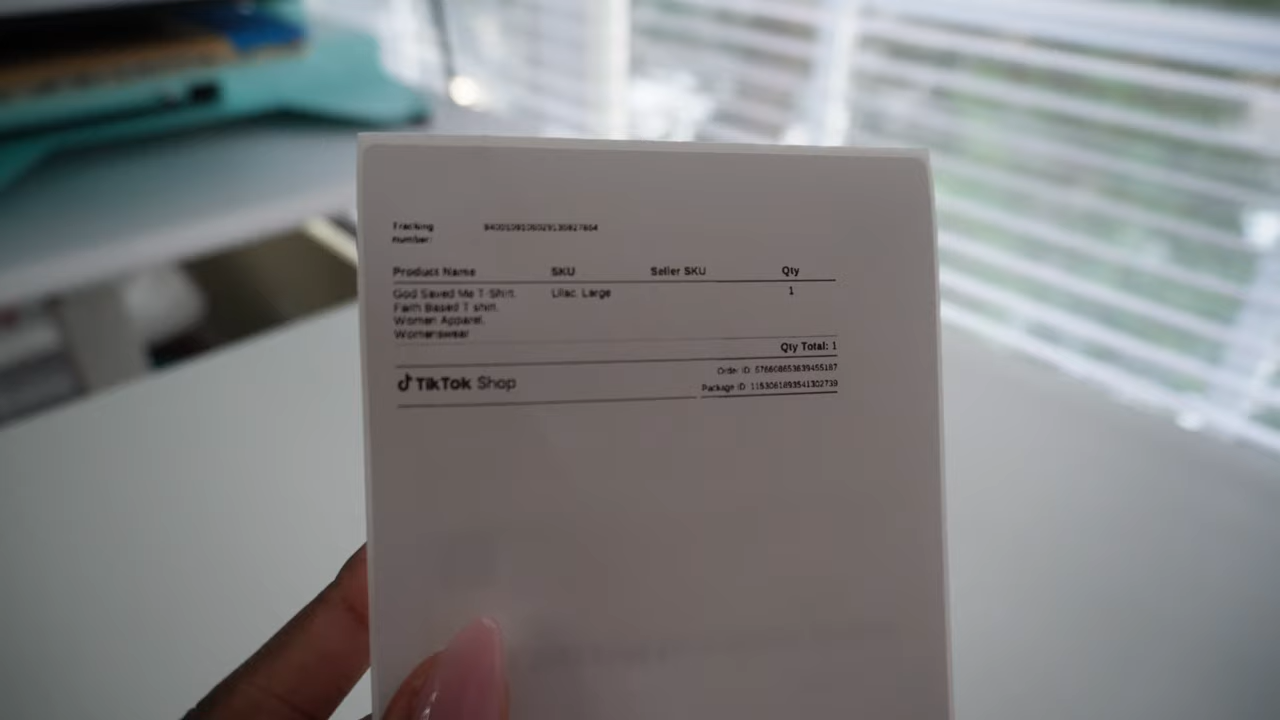 Tracking
number:
Product Name SKU Seller SKU Qty
God Saved Me T-Shirt. Lilac, Large 1
Faith Based T shirt.
Women Apparel.
Womenswear
Qty Total: 1
Order ID:
TikTok Shop
Package ID: